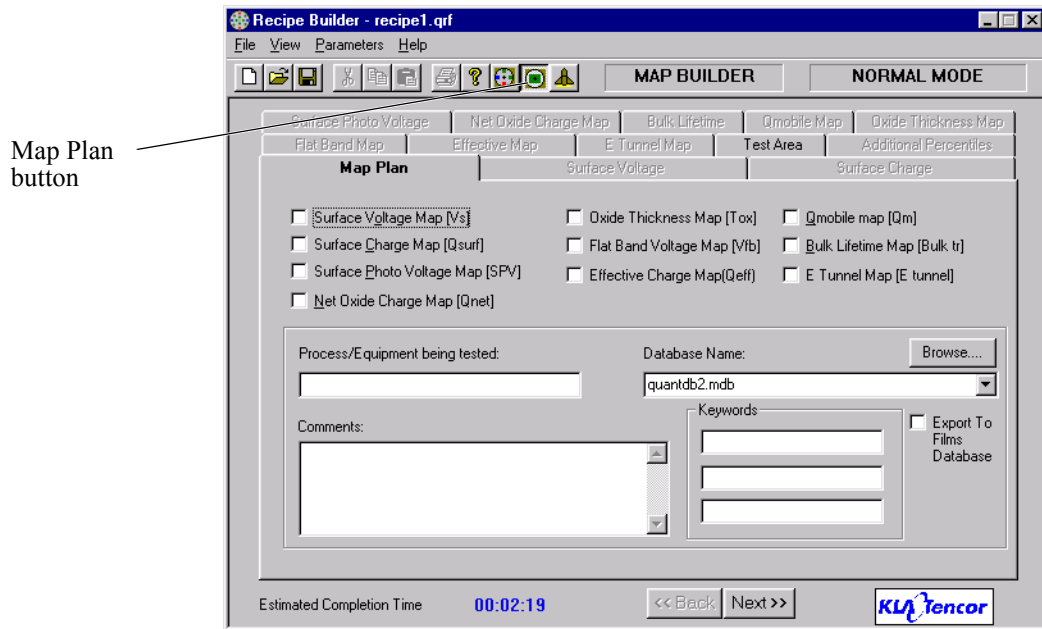 Recipe Builder - recipe1.qrf
File View Parameters Help
MAP BUILDER NORMAL MODE
Map Plan
button
Surface Photo Voltage Net Oxide Charge Map Bulk Lifetime Qmobile Map Oxide Thickness Map
Flat Band Map Effective Map E Tunnel Map Test Area Additional Percentiles
Map Plan Surface Voltage Surface Charge
Surface Voltage Map [Vs] Oxide Thickness Map [Tox] Qmobile map [Qm]
Surface Charge Map [Qsurf] Flat Band Voltage Map [Vfb] Bulk Lifetime Map [Bulk tr]
Surface Photo Voltage Map [SPV] Effective Charge Map(Qeff) E Tunnel Map [E tunnel]
Net Oxide Charge Map [Qnet]
Process/Equipment being tested: Database Name: Browse....
quantdb2.mdb
Comments: Keywords
Export To
Films
Database
Estimated Completion Time 00:02:19 << Back Next >> KLA Tencor